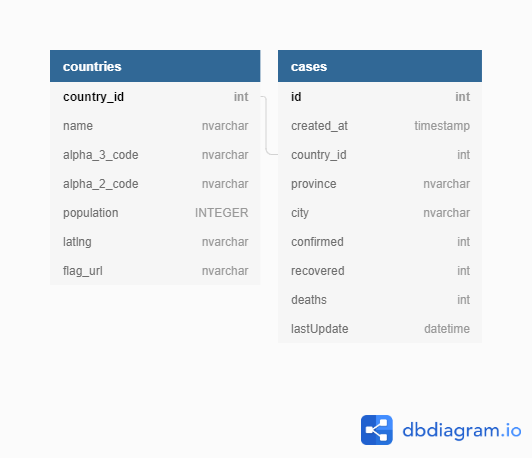 countries
country_id int
name nvarchar
alpha_3_code nvarchar
alpha_2_code nvarchar
population INTEGER
latlng nvarchar
flag_url nvarchar
cases
id int
created_at timestamp
country_id int
province nvarchar
city nvarchar
confirmed int
recovered int
deaths int
lastUpdate datetime
dbdiagram.io